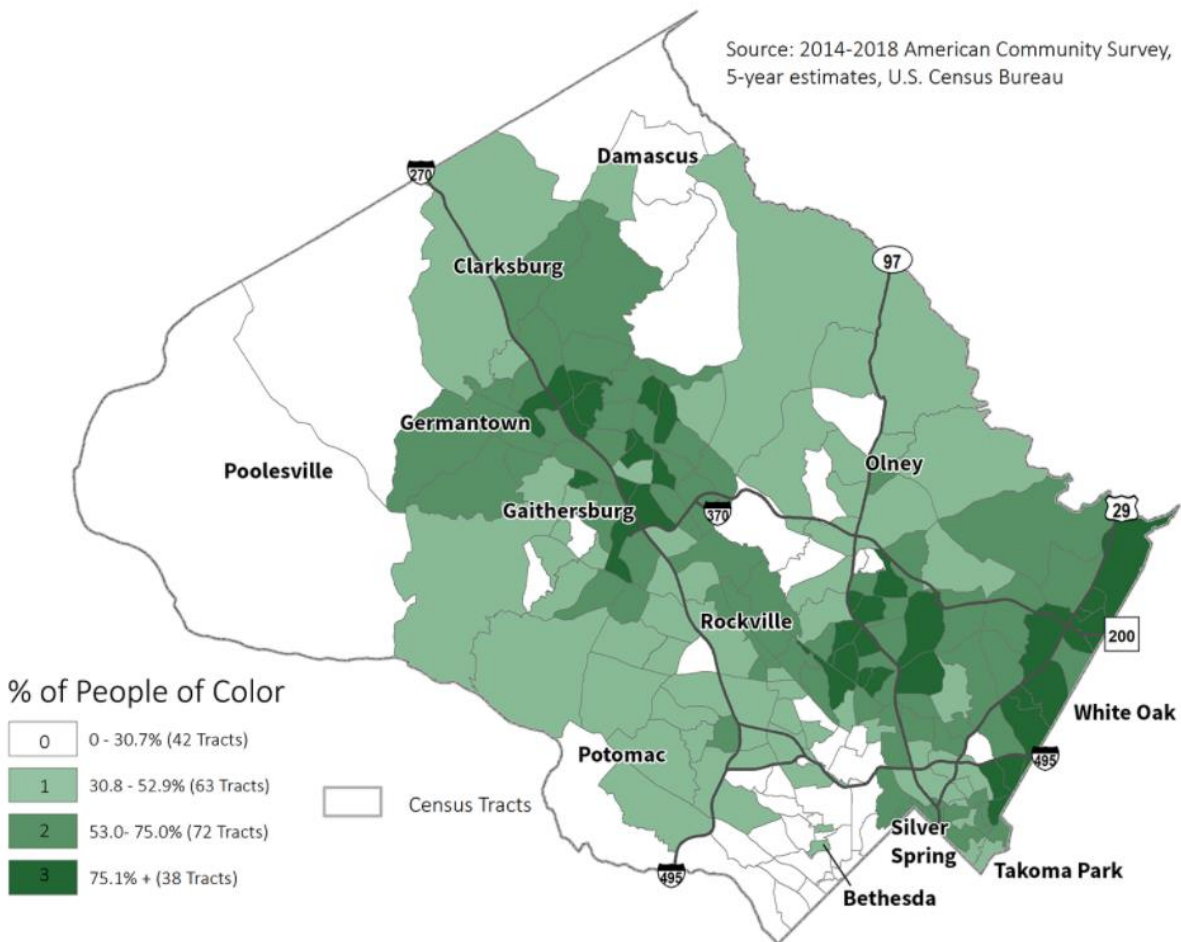 Source: 2014-2018 American Community Survey,
5-year estimates, U.S. Census Bureau
Damascus
270
Clarksburg
97
Germantown
Poolesville
Olney
Gaithersburg
370
29
Rockville
200
% of People of Color
0 0 - 30.7% (42 Tracts)
1 30.8 - 52.9% (63 Tracts)
2 53.0- 75.0% (72 Tracts)
3 75.1% + (38 Tracts)
Census Tracts
White Oak
Potomac
495
Silver
Spring
Takoma Park
495
Bethesda